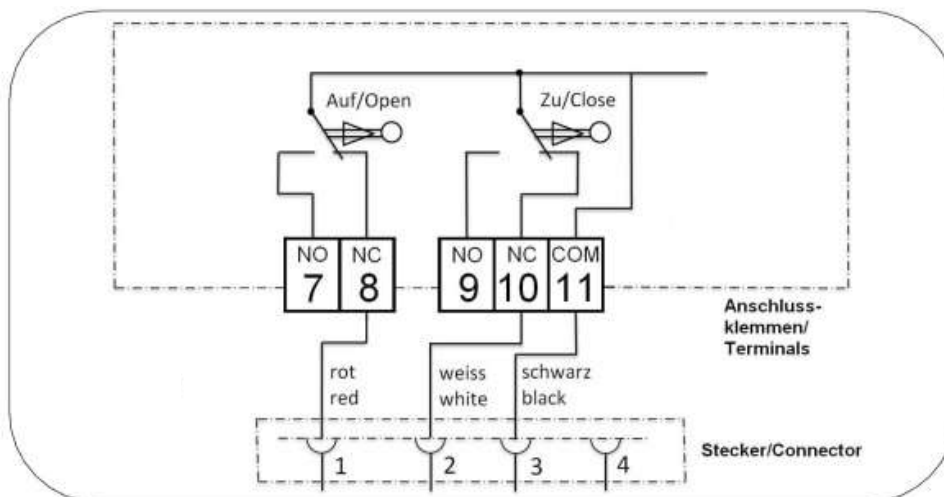 Auf/Open
Zu/Close
NO
NC
NO
NC
COM
7
8
9
10
11
Anschluss-
klemmen/
Terminals
rot
red
weiss
white
schwarz
black
1
2
3
4
Stecker/Connector